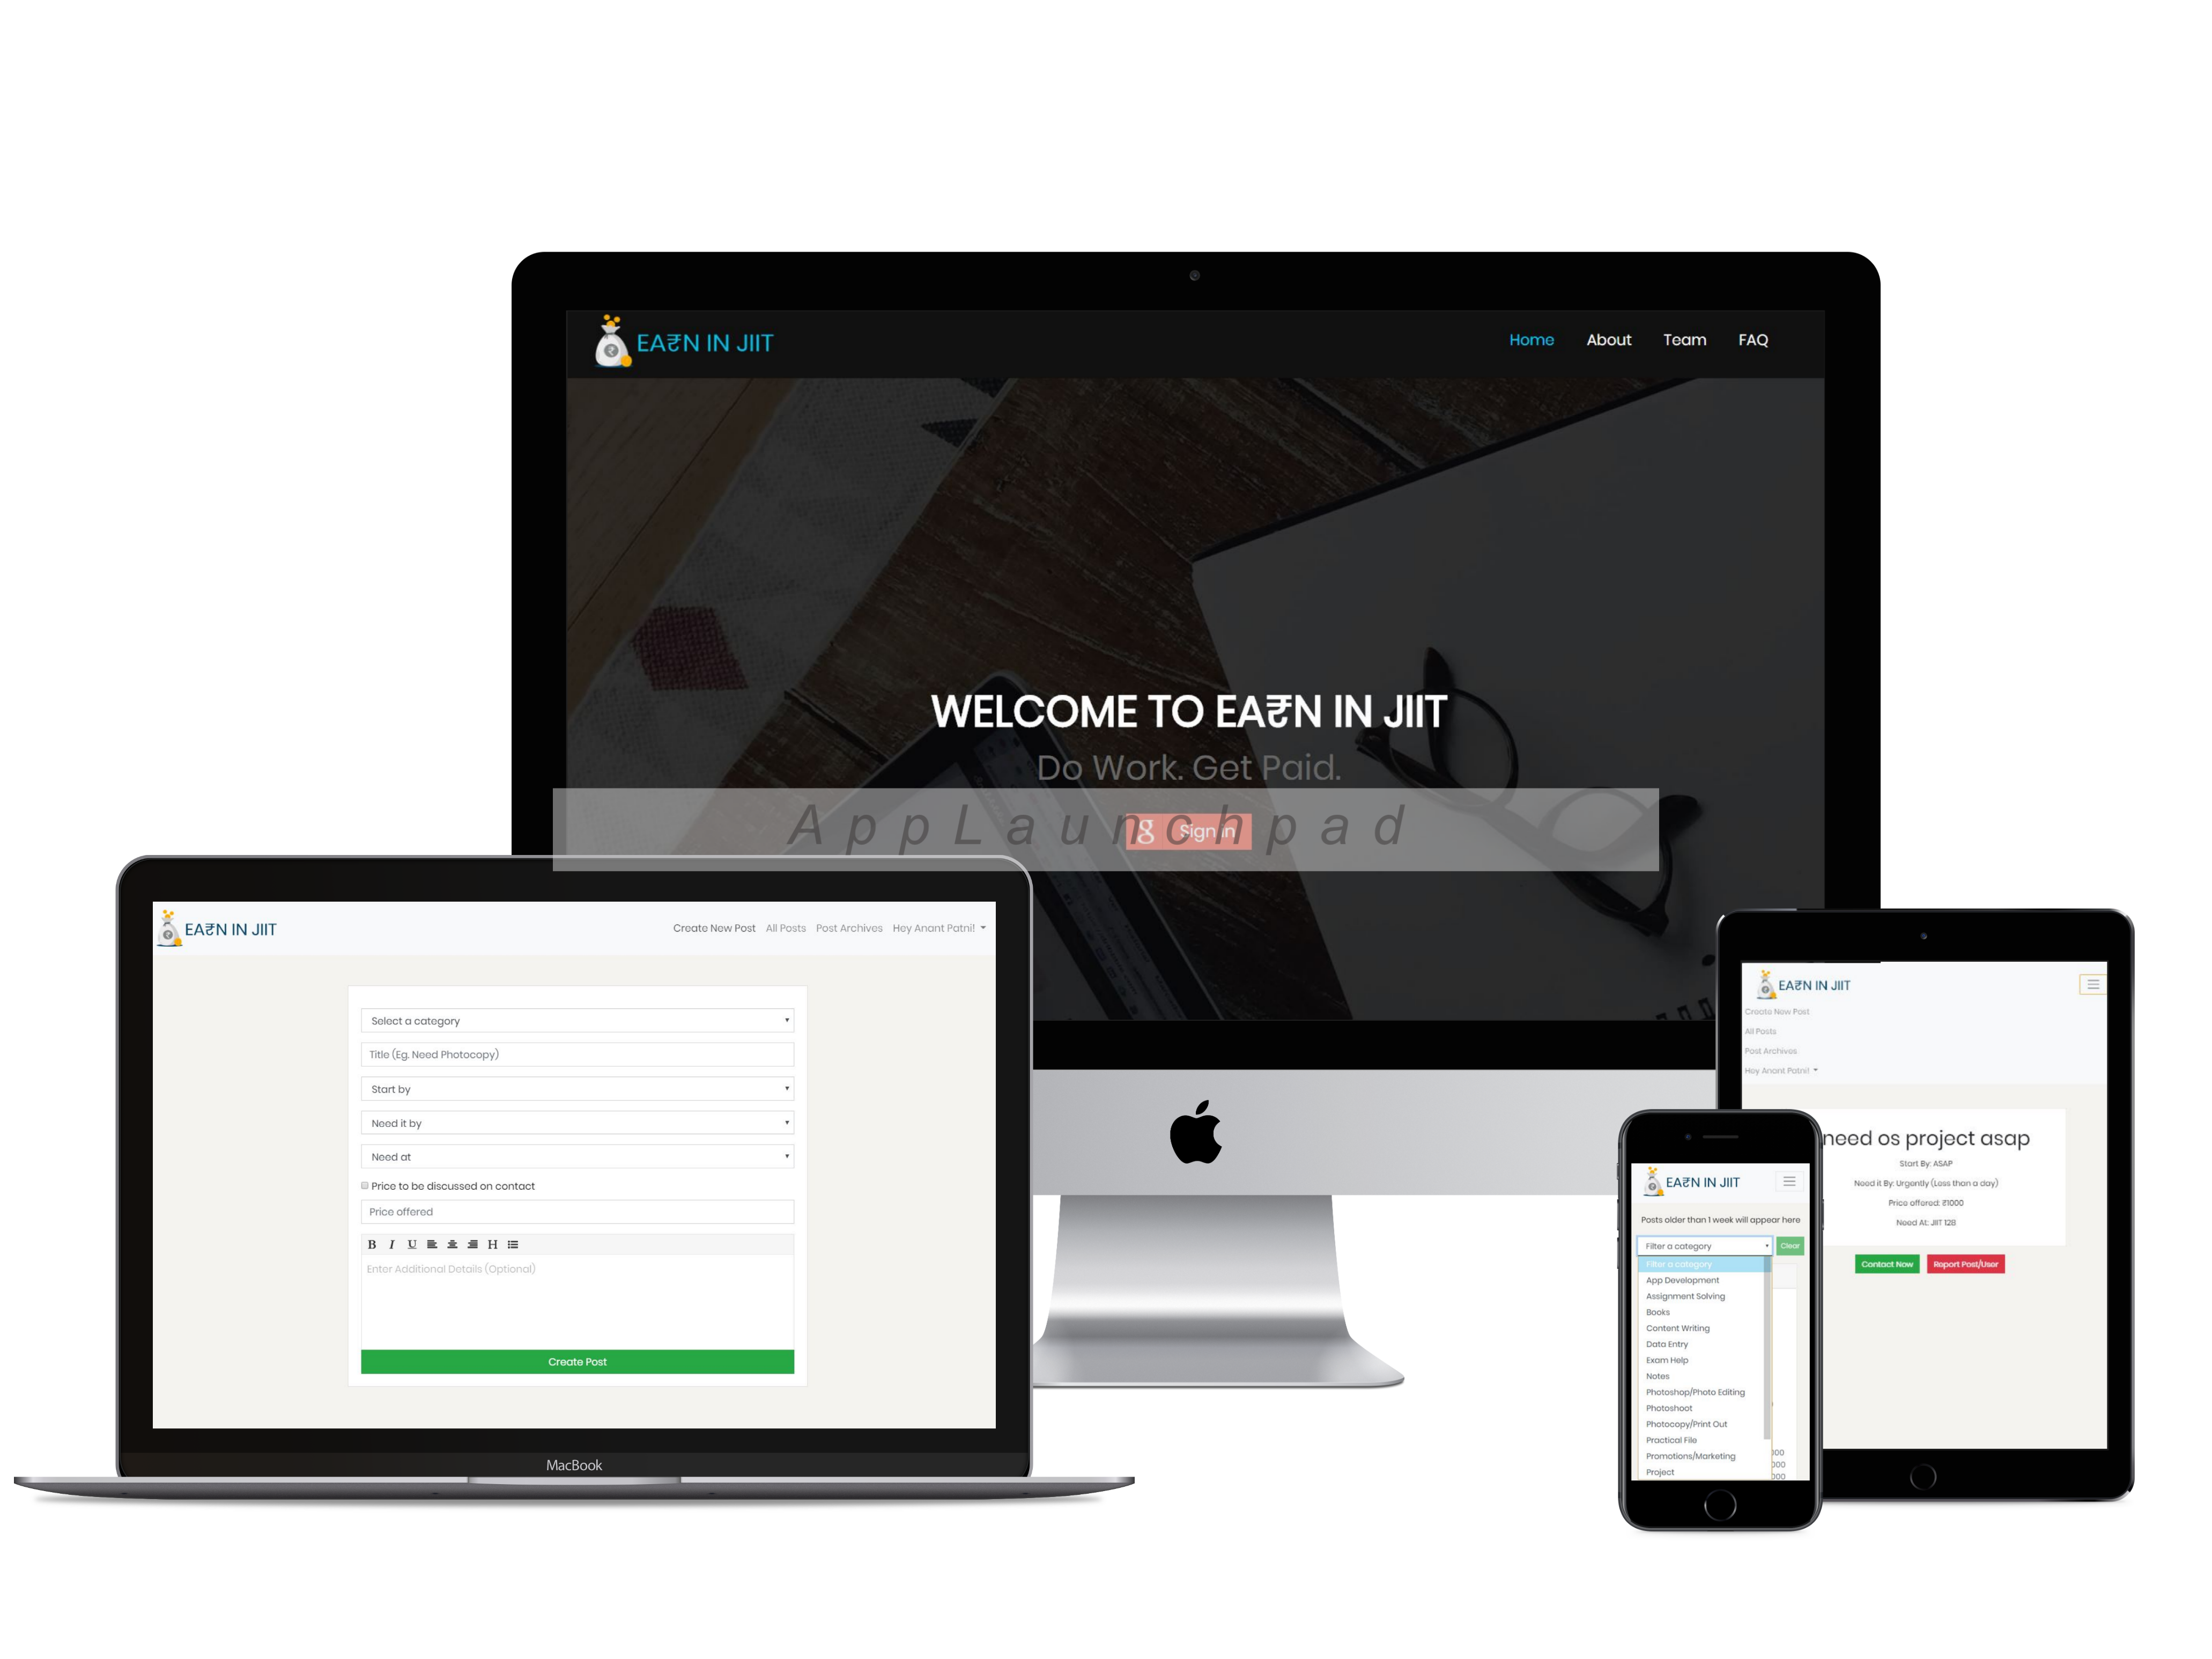 EA₹N IN JIIT
Home About Team FAQ
WELCOME TO EA₹N IN JIIT
Do Work. Get Paid.
g Sign in
AppLaunchpad
EA₹N IN JIIT
Create New Post All Posts Post Archives Hey Anant Patni!
Select a category
Title (Eg. Need Photocopy)
Start by
Need it by
Need at
Price to be discussed on contact
Price offered
B I U H
Enter Additional Details (Optional)
Create Post
MacBook
EA₹N IN JIIT
Create New Post
All Posts
Post Archives
Hey Anant Patni!
need os project asap
Start By: ASAP
Need it By: Urgently (Less than a day)
Price offered: ₹1000
Need At: JIIT 128
Contact Now Report Post/User
EA₹N IN JIIT
Posts older than 1 week will appear here
Filter a category Clear
Filter a category
App Development
Assignment Solving
Books
Content Writing
Data Entry
Exam Help
Notes
Photoshop/Photo Editing
Photoshoot
Photocopy/Print Out
Practical File
Promotions/Marketing
Project
000
000
000